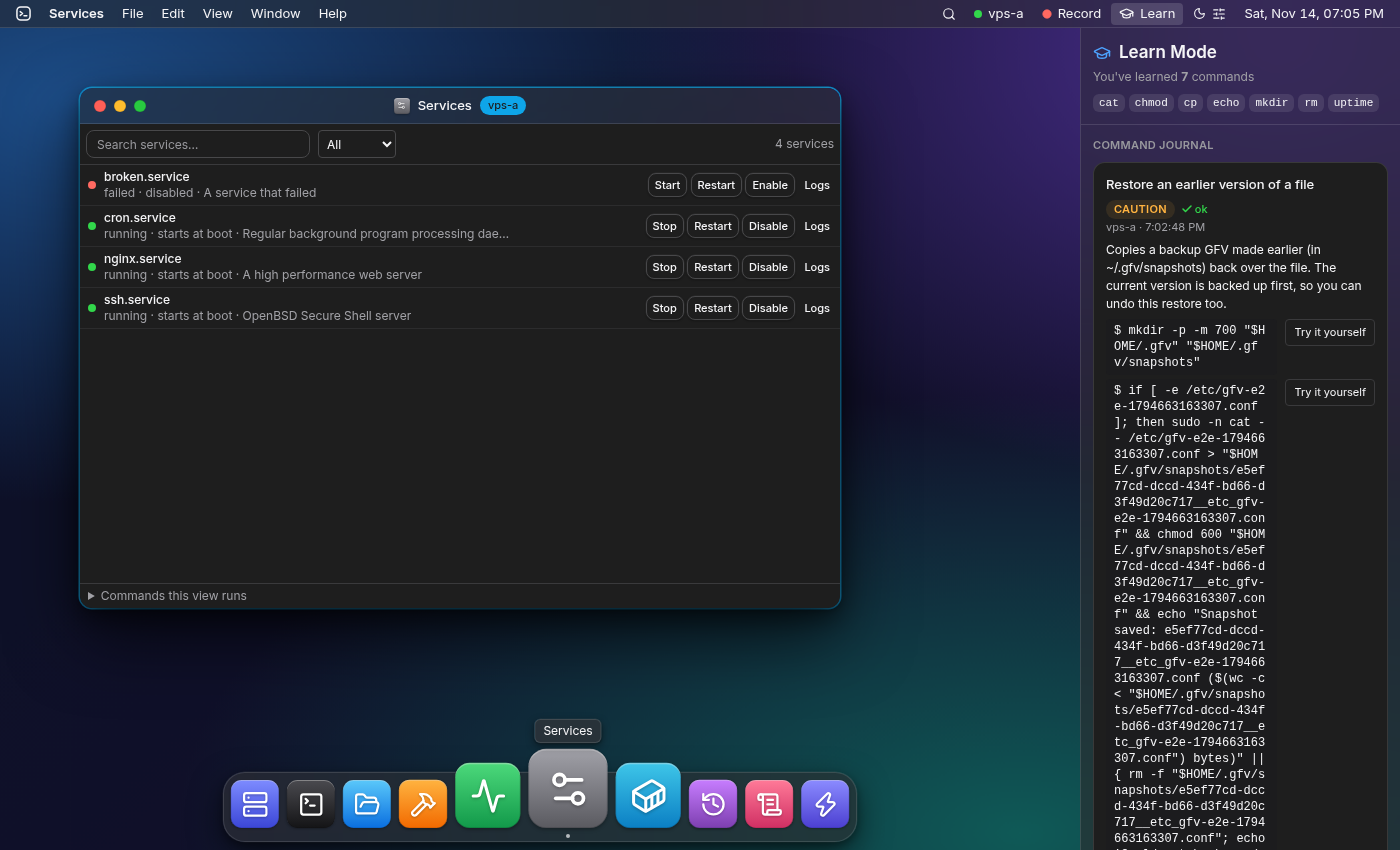 Services File Edit View Window Help vps-a Record Learn Sat, Nov 14, 07:05 PM
Services vps-a
Search services... All 4 services
broken.service
failed · disabled · A service that failed
Start Restart Enable Logs
cron.service
running · starts at boot · Regular background program processing dae...
Stop Restart Disable Logs
nginx.service
running · starts at boot · A high performance web server
Stop Restart Disable Logs
ssh.service
running · starts at boot · OpenBSD Secure Shell server
Stop Restart Disable Logs
Commands this view runs
Services
Learn Mode
You've learned 7 commands
cat chmod cp echo mkdir rm uptime
COMMAND JOURNAL
Restore an earlier version of a file
CAUTION ok
vps-a · 7:02:48 PM
Copies a backup GFV made earlier (in
~/.gfv/snapshots) back over the file. The
current version is backed up first, so you can
undo this restore too.
$ mkdir -p -m 700 "$H
OME/.gfv" "$HOME/.gf
v/snapshots"
Try it yourself
$ if [ -e /etc/gfv-e2
e-1794663163307.conf
]; then sudo -n cat -
- /etc/gfv-e2e-179466
3163307.conf > "$HOM
E/.gfv/snapshots/e5ef
77cd-dccd-434f-bd66-d
3f49d20c717__etc_gfv-
e2e-1794663163307.con
f" && chmod 600 "$HOM
E/.gfv/snapshots/e5ef
77cd-dccd-434f-bd66-d
3f49d20c717__etc_gfv-
e2e-1794663163307.con
f" && echo "Snapshot
saved: e5ef77cd-dccd-
434f-bd66-d3f49d20c71
7__etc_gfv-e2e-179466
3163307.conf ($(wc -c
< "$HOME/.gfv/snapsho
ts/e5ef77cd-dccd-434f
-bd66-d3f49d20c717__e
tc_gfv-e2e-1794663163
307.conf") bytes)" ||
{ rm -f "$HOME/.gfv/s
napshots/e5ef77cd-dcc
d-434f-bd66-d3f49d20c
717__etc_gfv-e2e-1794
663163307.conf"; echo
Try it yourself